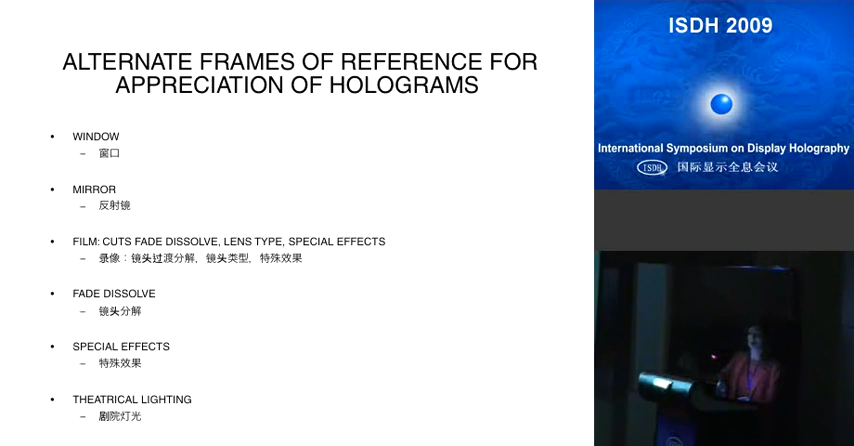 ALTERNATE FRAMES OF REFERENCE FOR
APPRECIATION OF HOLOGRAMS
• WINDOW
– 窗口
• MIRROR
– 反射镜
• FILM: CUTS FADE DISSOLVE, LENS TYPE, SPECIAL EFFECTS
– 录像：镜头过渡分解，镜头类型，特殊效果
• FADE DISSOLVE
– 镜头分解
• SPECIAL EFFECTS
– 特殊效果
• THEATRICAL LIGHTING
– 剧院灯光
ISDH 2009
International Symposium on Display Holography
ISDH 国际显示全息会议